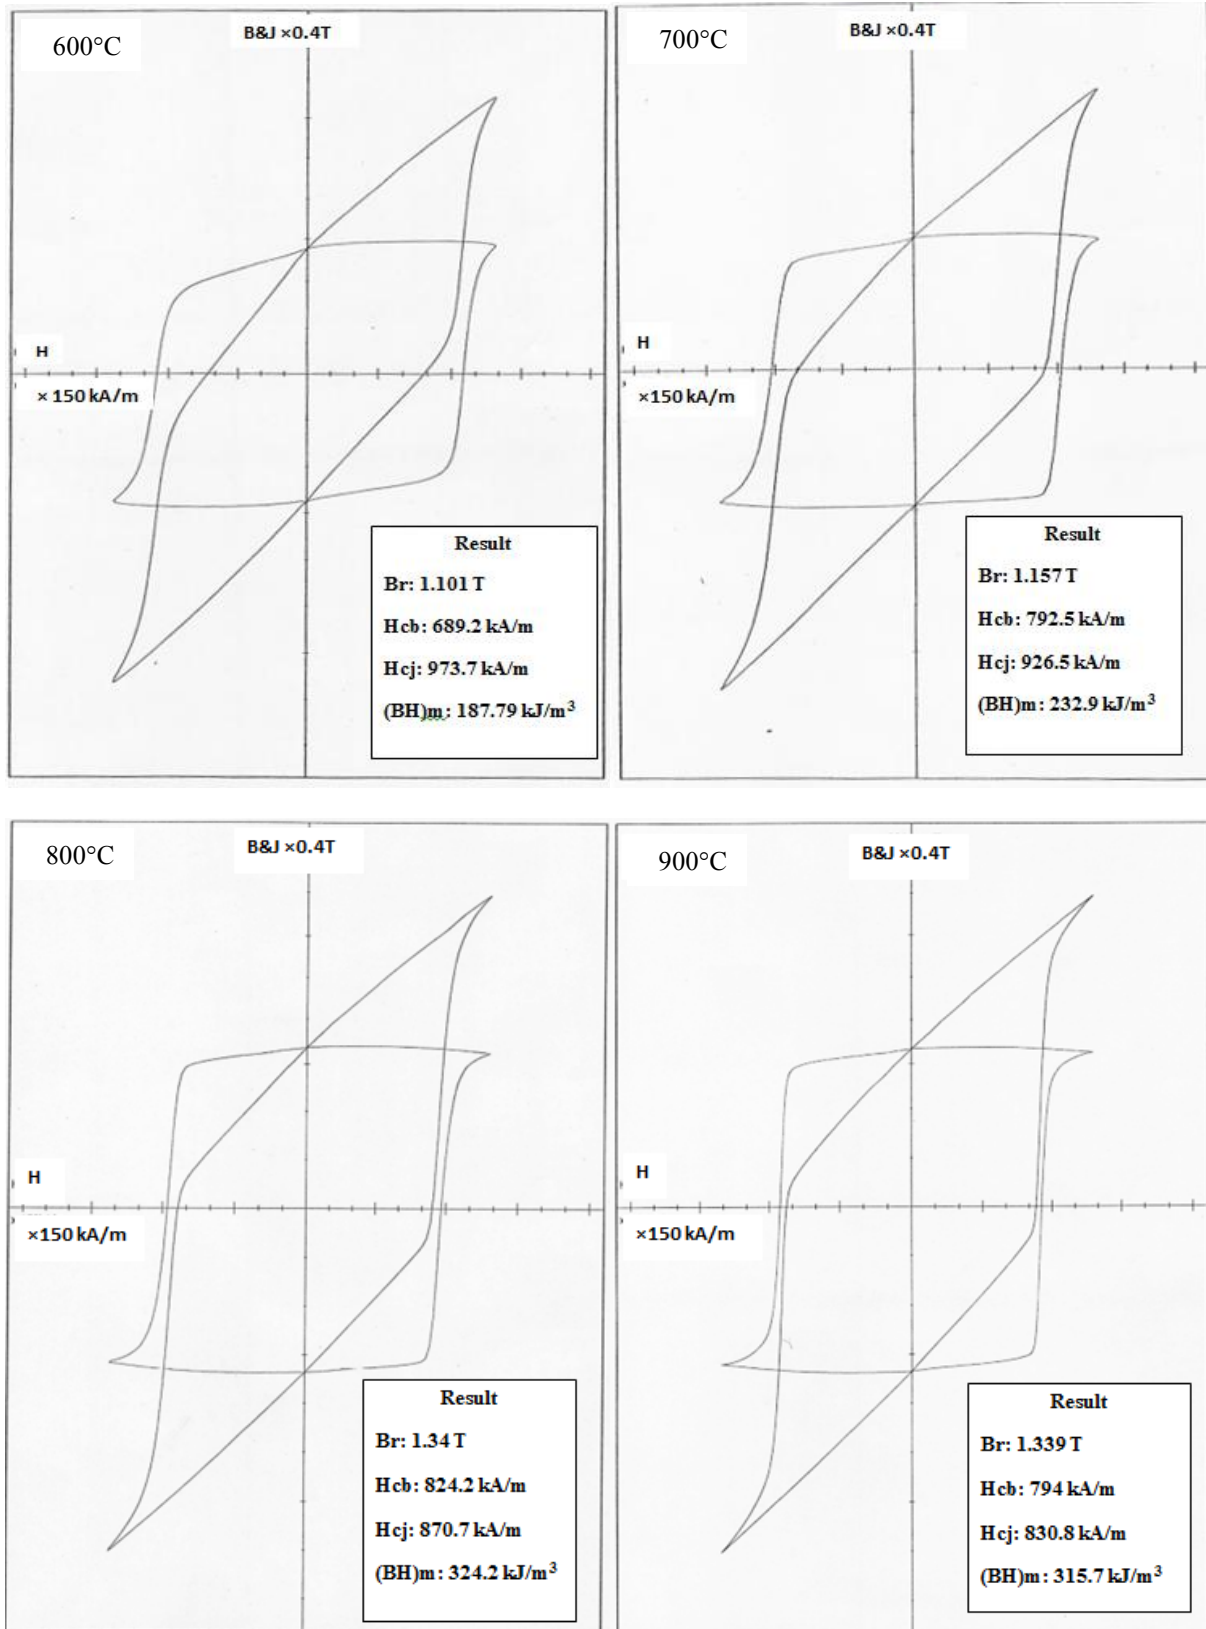 600°C
B&J ×0.4T
H
× 150 kA/m
Result
Br: 1.101 T
Hcb: 689.2 kA/m
Hcj: 973.7 kA/m
(BH)m: 187.79 kJ/m³
700°C
B&J ×0.4T
H
×150 kA/m
Result
Br: 1.157 T
Hcb: 792.5 kA/m
Hcj: 926.5 kA/m
(BH)m: 232.9 kJ/m³
800°C
B&J ×0.4T
H
×150 kA/m
Result
Br: 1.34 T
Hcb: 824.2 kA/m
Hcj: 870.7 kA/m
(BH)m: 324.2 kJ/m³
900°C
B&J ×0.4T
H
×150 kA/m
Result
Br: 1.339 T
Hcb: 794 kA/m
Hcj: 830.8 kA/m
(BH)m: 315.7 kJ/m³